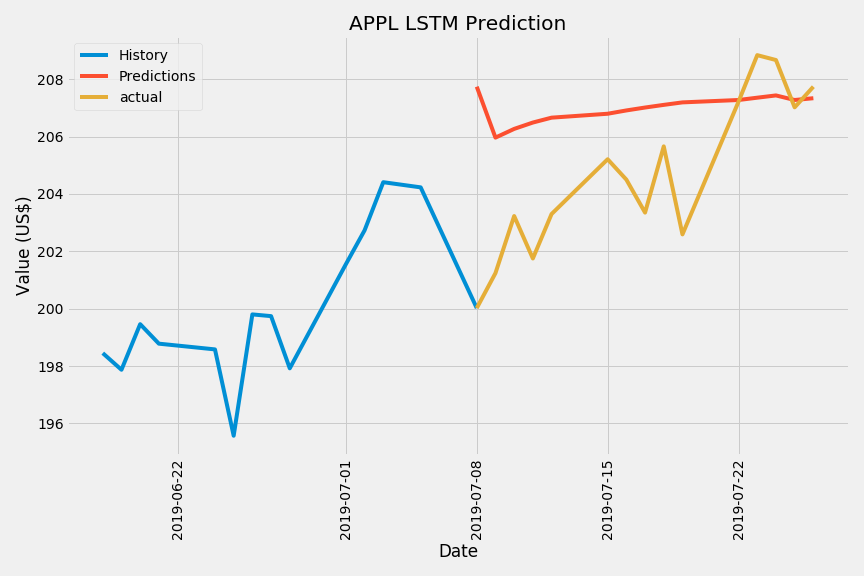 APPL LSTM Prediction
History
Predictions
actual
208
206
204
202
200
198
196
Value (US$)
2019-06-22
2019-07-01
2019-07-08
2019-07-15
2019-07-22
Date